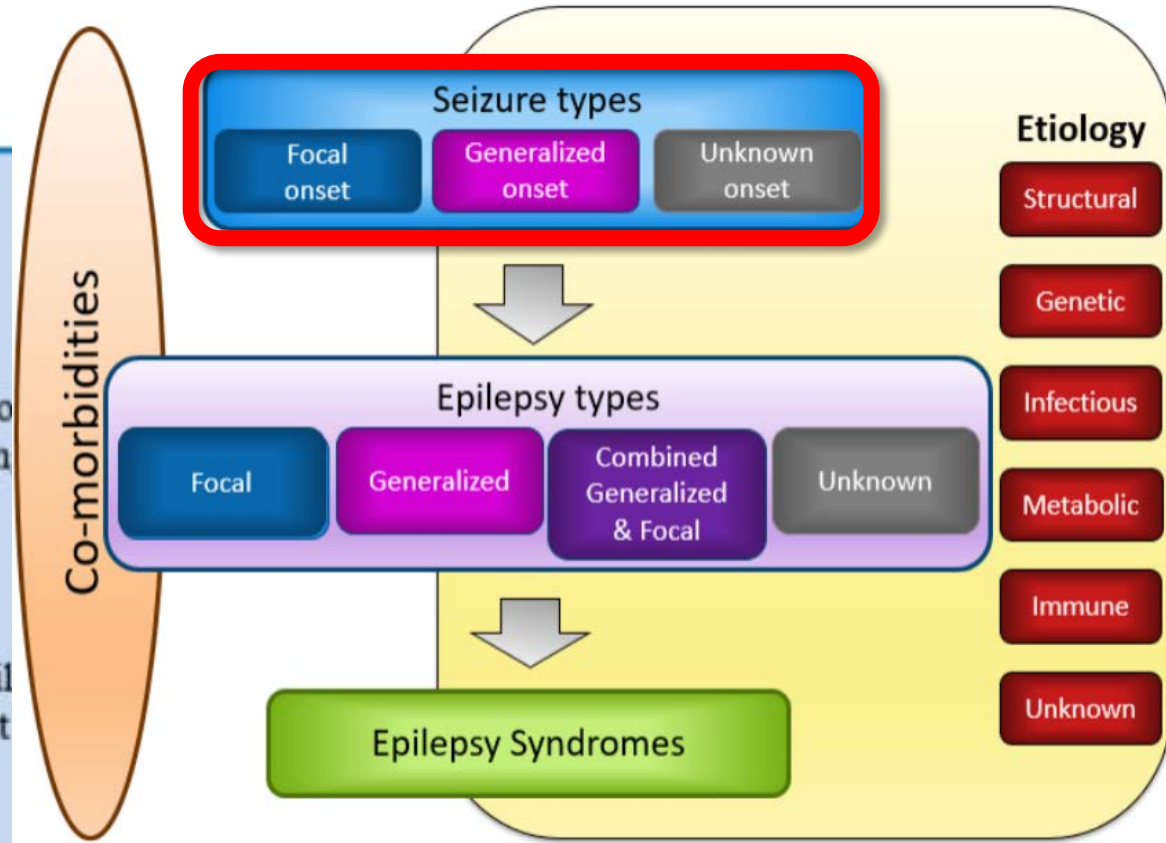 Seizure types
Focal
onset
Generalized
onset
Unknown
onset
Etiology
Structural
Genetic
Infectious
Metabolic
Immune
Unknown
Co-morbidities
Epilepsy types
Focal
Generalized
Combined
Generalized
& Focal
Unknown
Epilepsy Syndromes